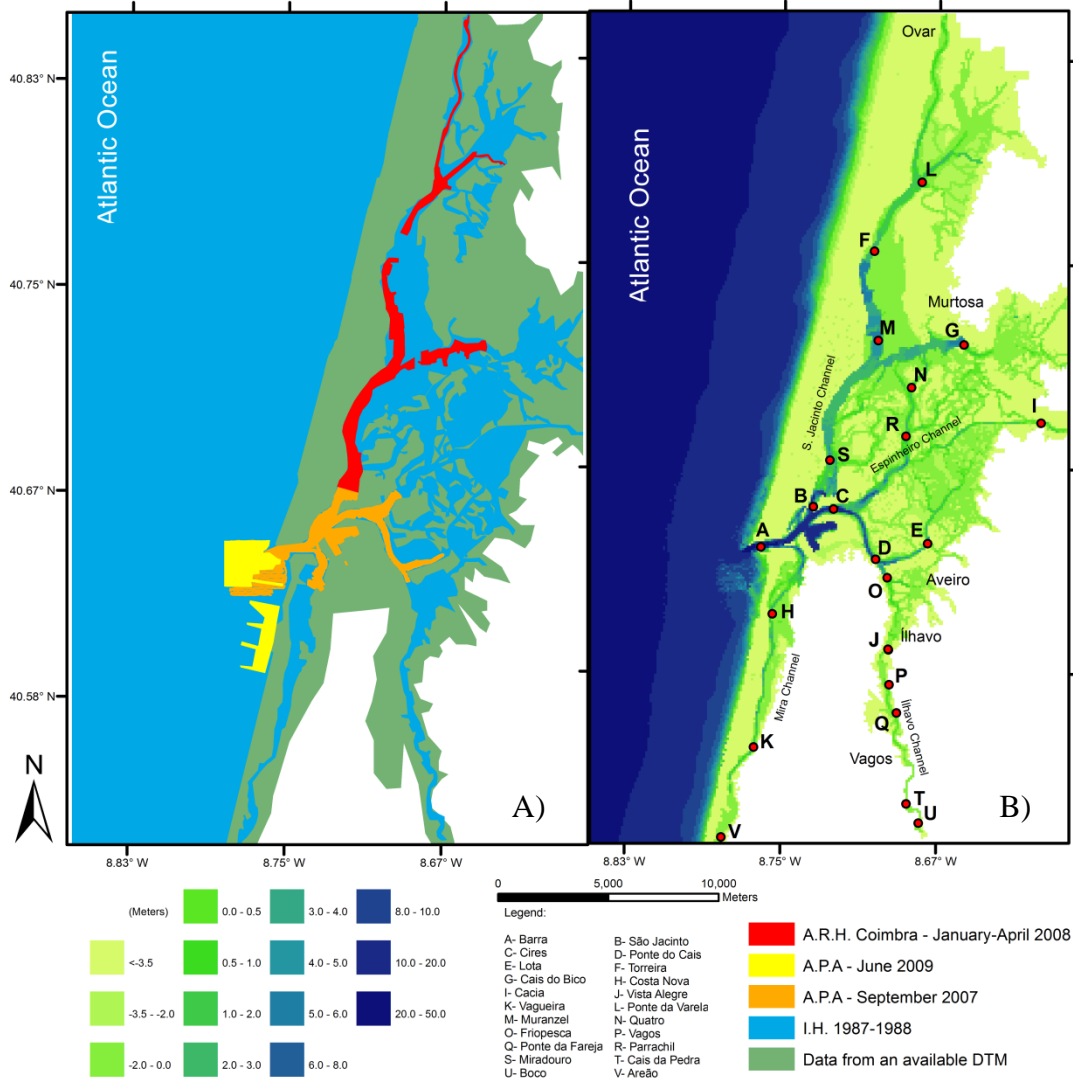 Atlantic Ocean
40.83° N
40.75° N
40.67° N
40.58° N
N
A)
8.83° W
8.75° W
8.67° W
Atlantic Ocean
Ovar
L
F
Murtosa
M
G
N
I
S. Jacinto Channel
R
Espinheiro Channel
S
B
C
A
E
D
Aveiro
O
H
Ílhavo
J
Mira Channel
P
Q
Ílhavo Channel
K
Vagos
T
B)
U
V
8.83° W
8.75° W
8.67° W
(Meters)
<-3.5
-3.5 - -2.0
-2.0 - 0.0
0.0 - 0.5
0.5 - 1.0
1.0 - 2.0
2.0 - 3.0
3.0 - 4.0
4.0 - 5.0
5.0 - 6.0
6.0 - 8.0
8.0 - 10.0
10.0 - 20.0
20.0 - 50.0
0 5,000 10,000
Meters
Legend:
A- Barra
C- Cires
E- Lota
G- Cais do Bico
I- Cacia
K- Vagueira
M- Muranzel
O- Friopesca
Q- Ponte da Fareja
S- Miradouro
U- Boco
B- São Jacinto
D- Ponte do Cais
F- Torreira
H- Costa Nova
J- Vista Alegre
L- Ponte da Varela
N- Quatro
P- Vagos
R- Parrachil
T- Cais da Pedra
V- Areão
A.R.H. Coimbra - January-April 2008
A.P.A - June 2009
A.P.A - September 2007
I.H. 1987-1988
Data from an available DTM